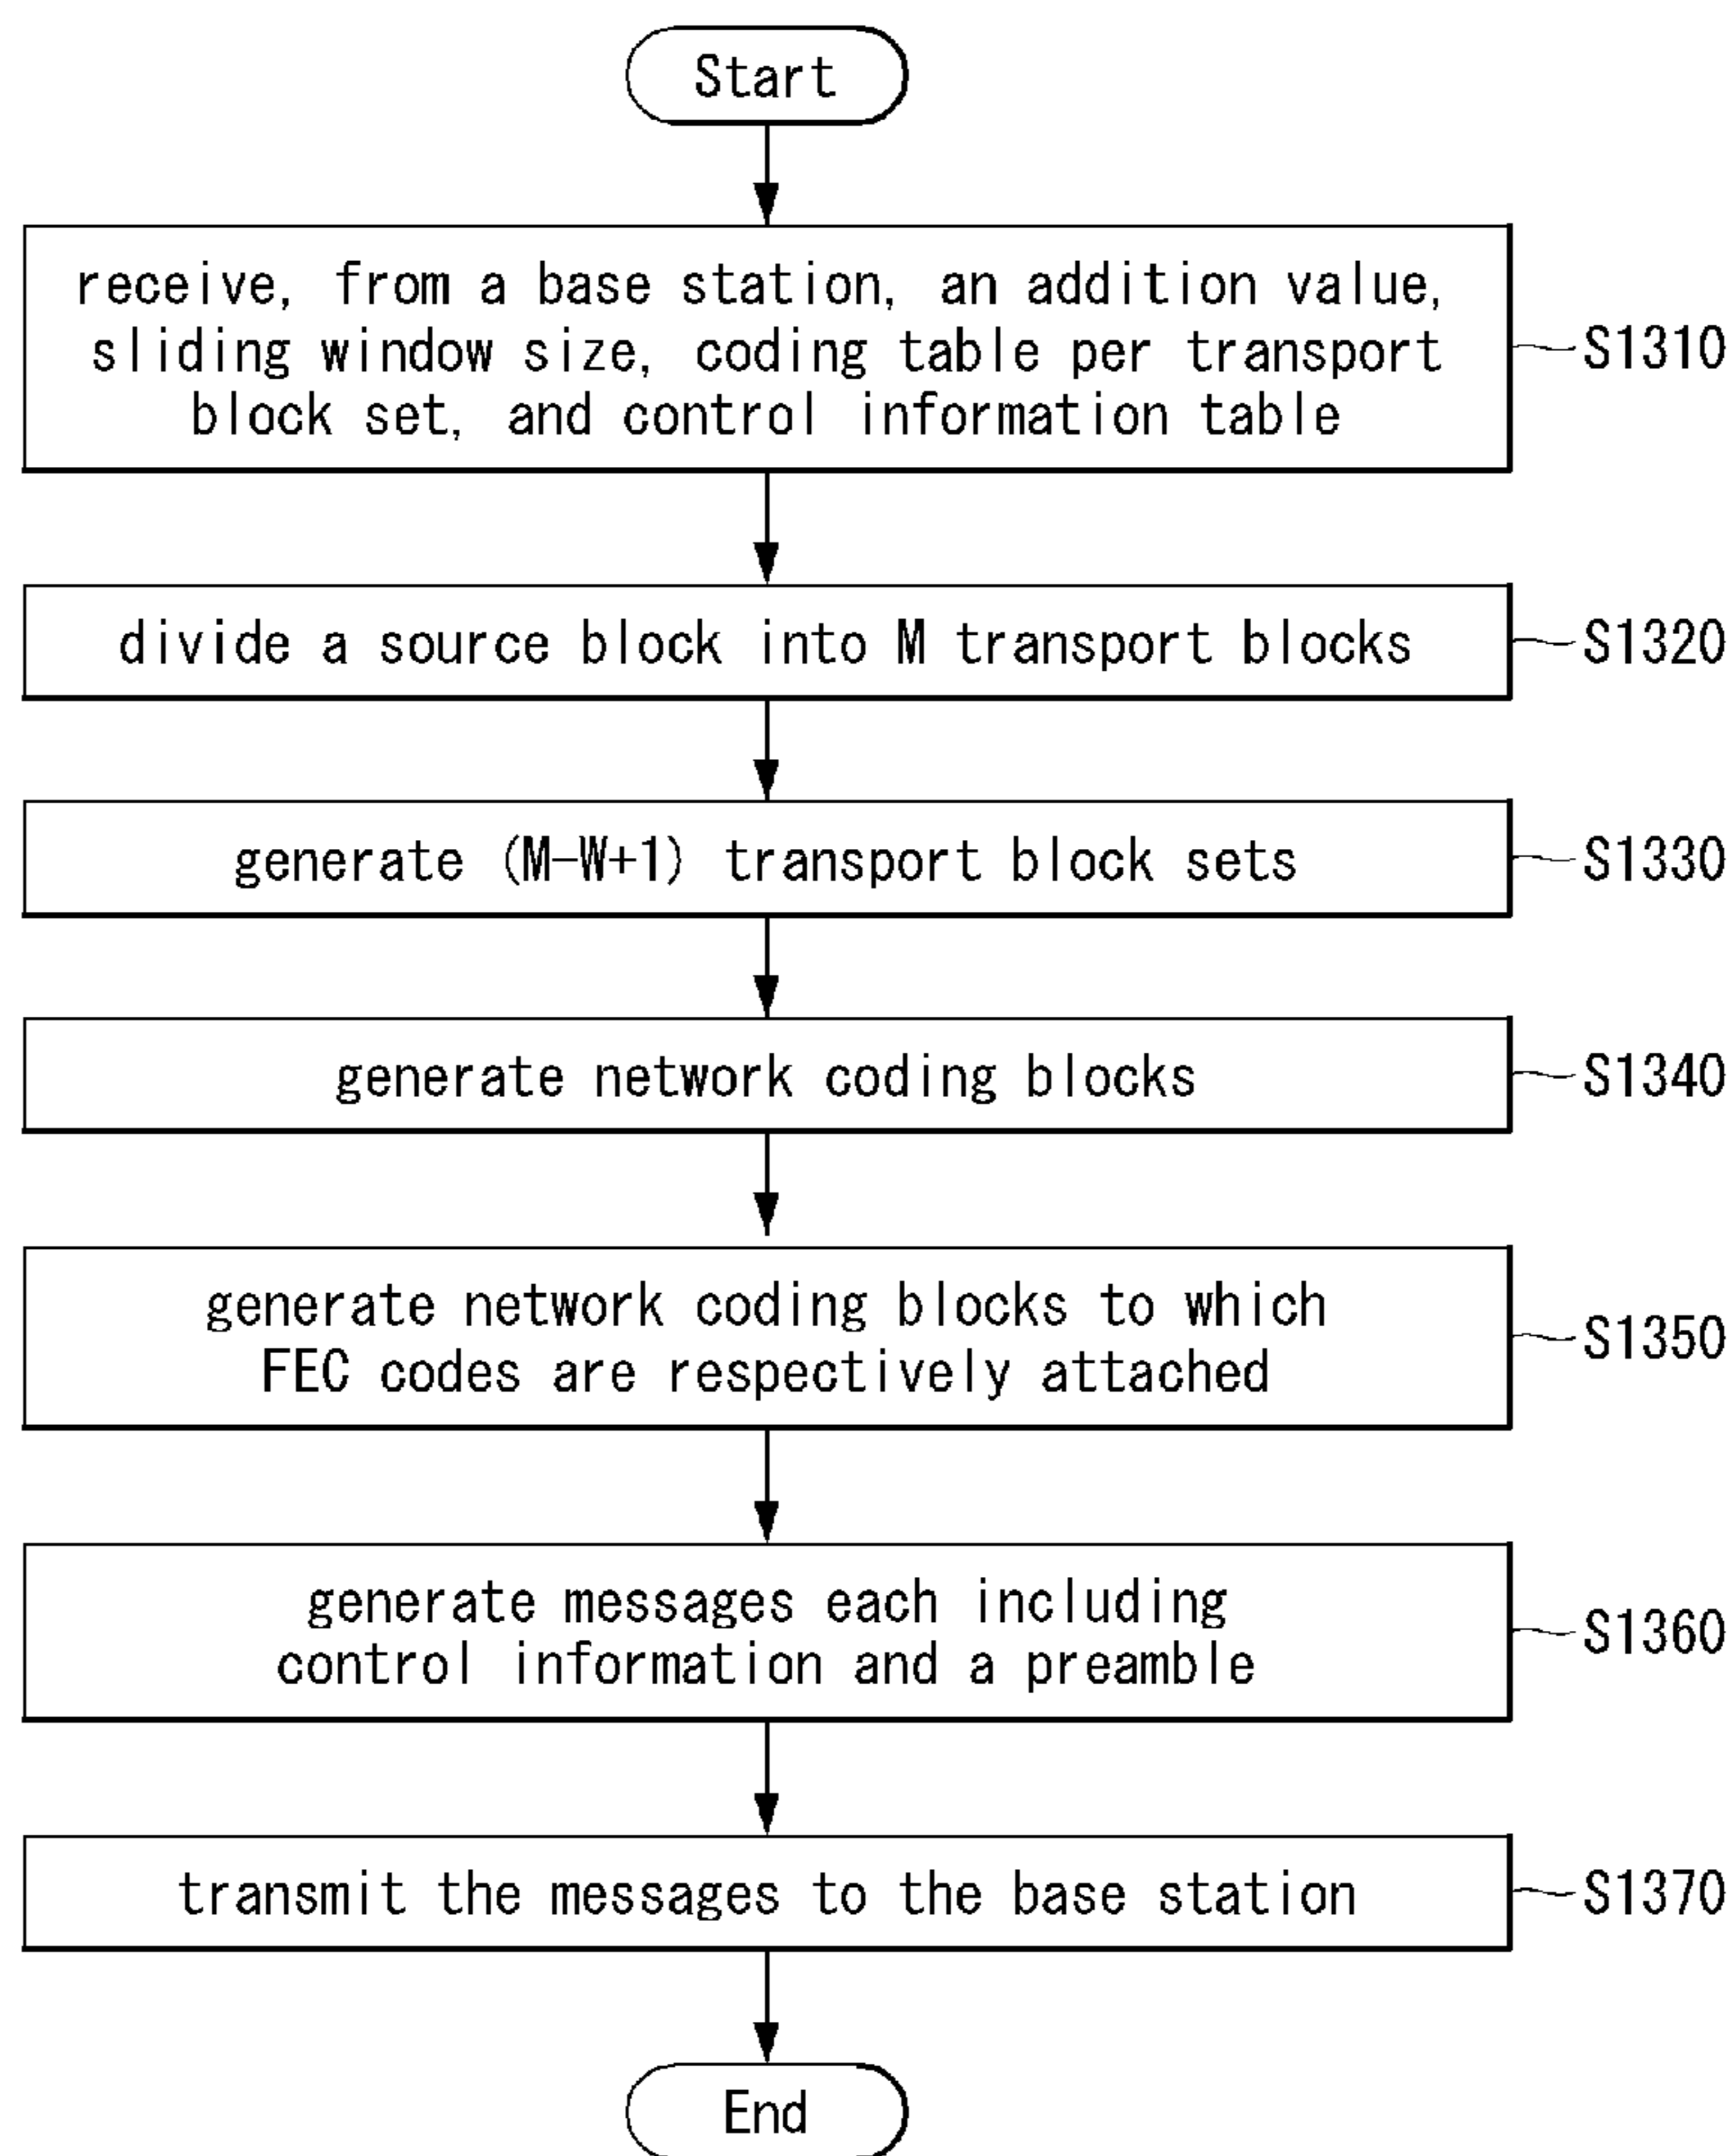 Start
receive, from a base station, an addition value,
sliding window size, coding table per transport
block set, and control information table
S1310
divide a source block into M transport blocks
S1320
generate (M-W+1) transport block sets
S1330
generate network coding blocks
S1340
generate network coding blocks to which
FEC codes are respectively attached
S1350
generate messages each including
control information and a preamble
S1360
transmit the messages to the base station
S1370
End